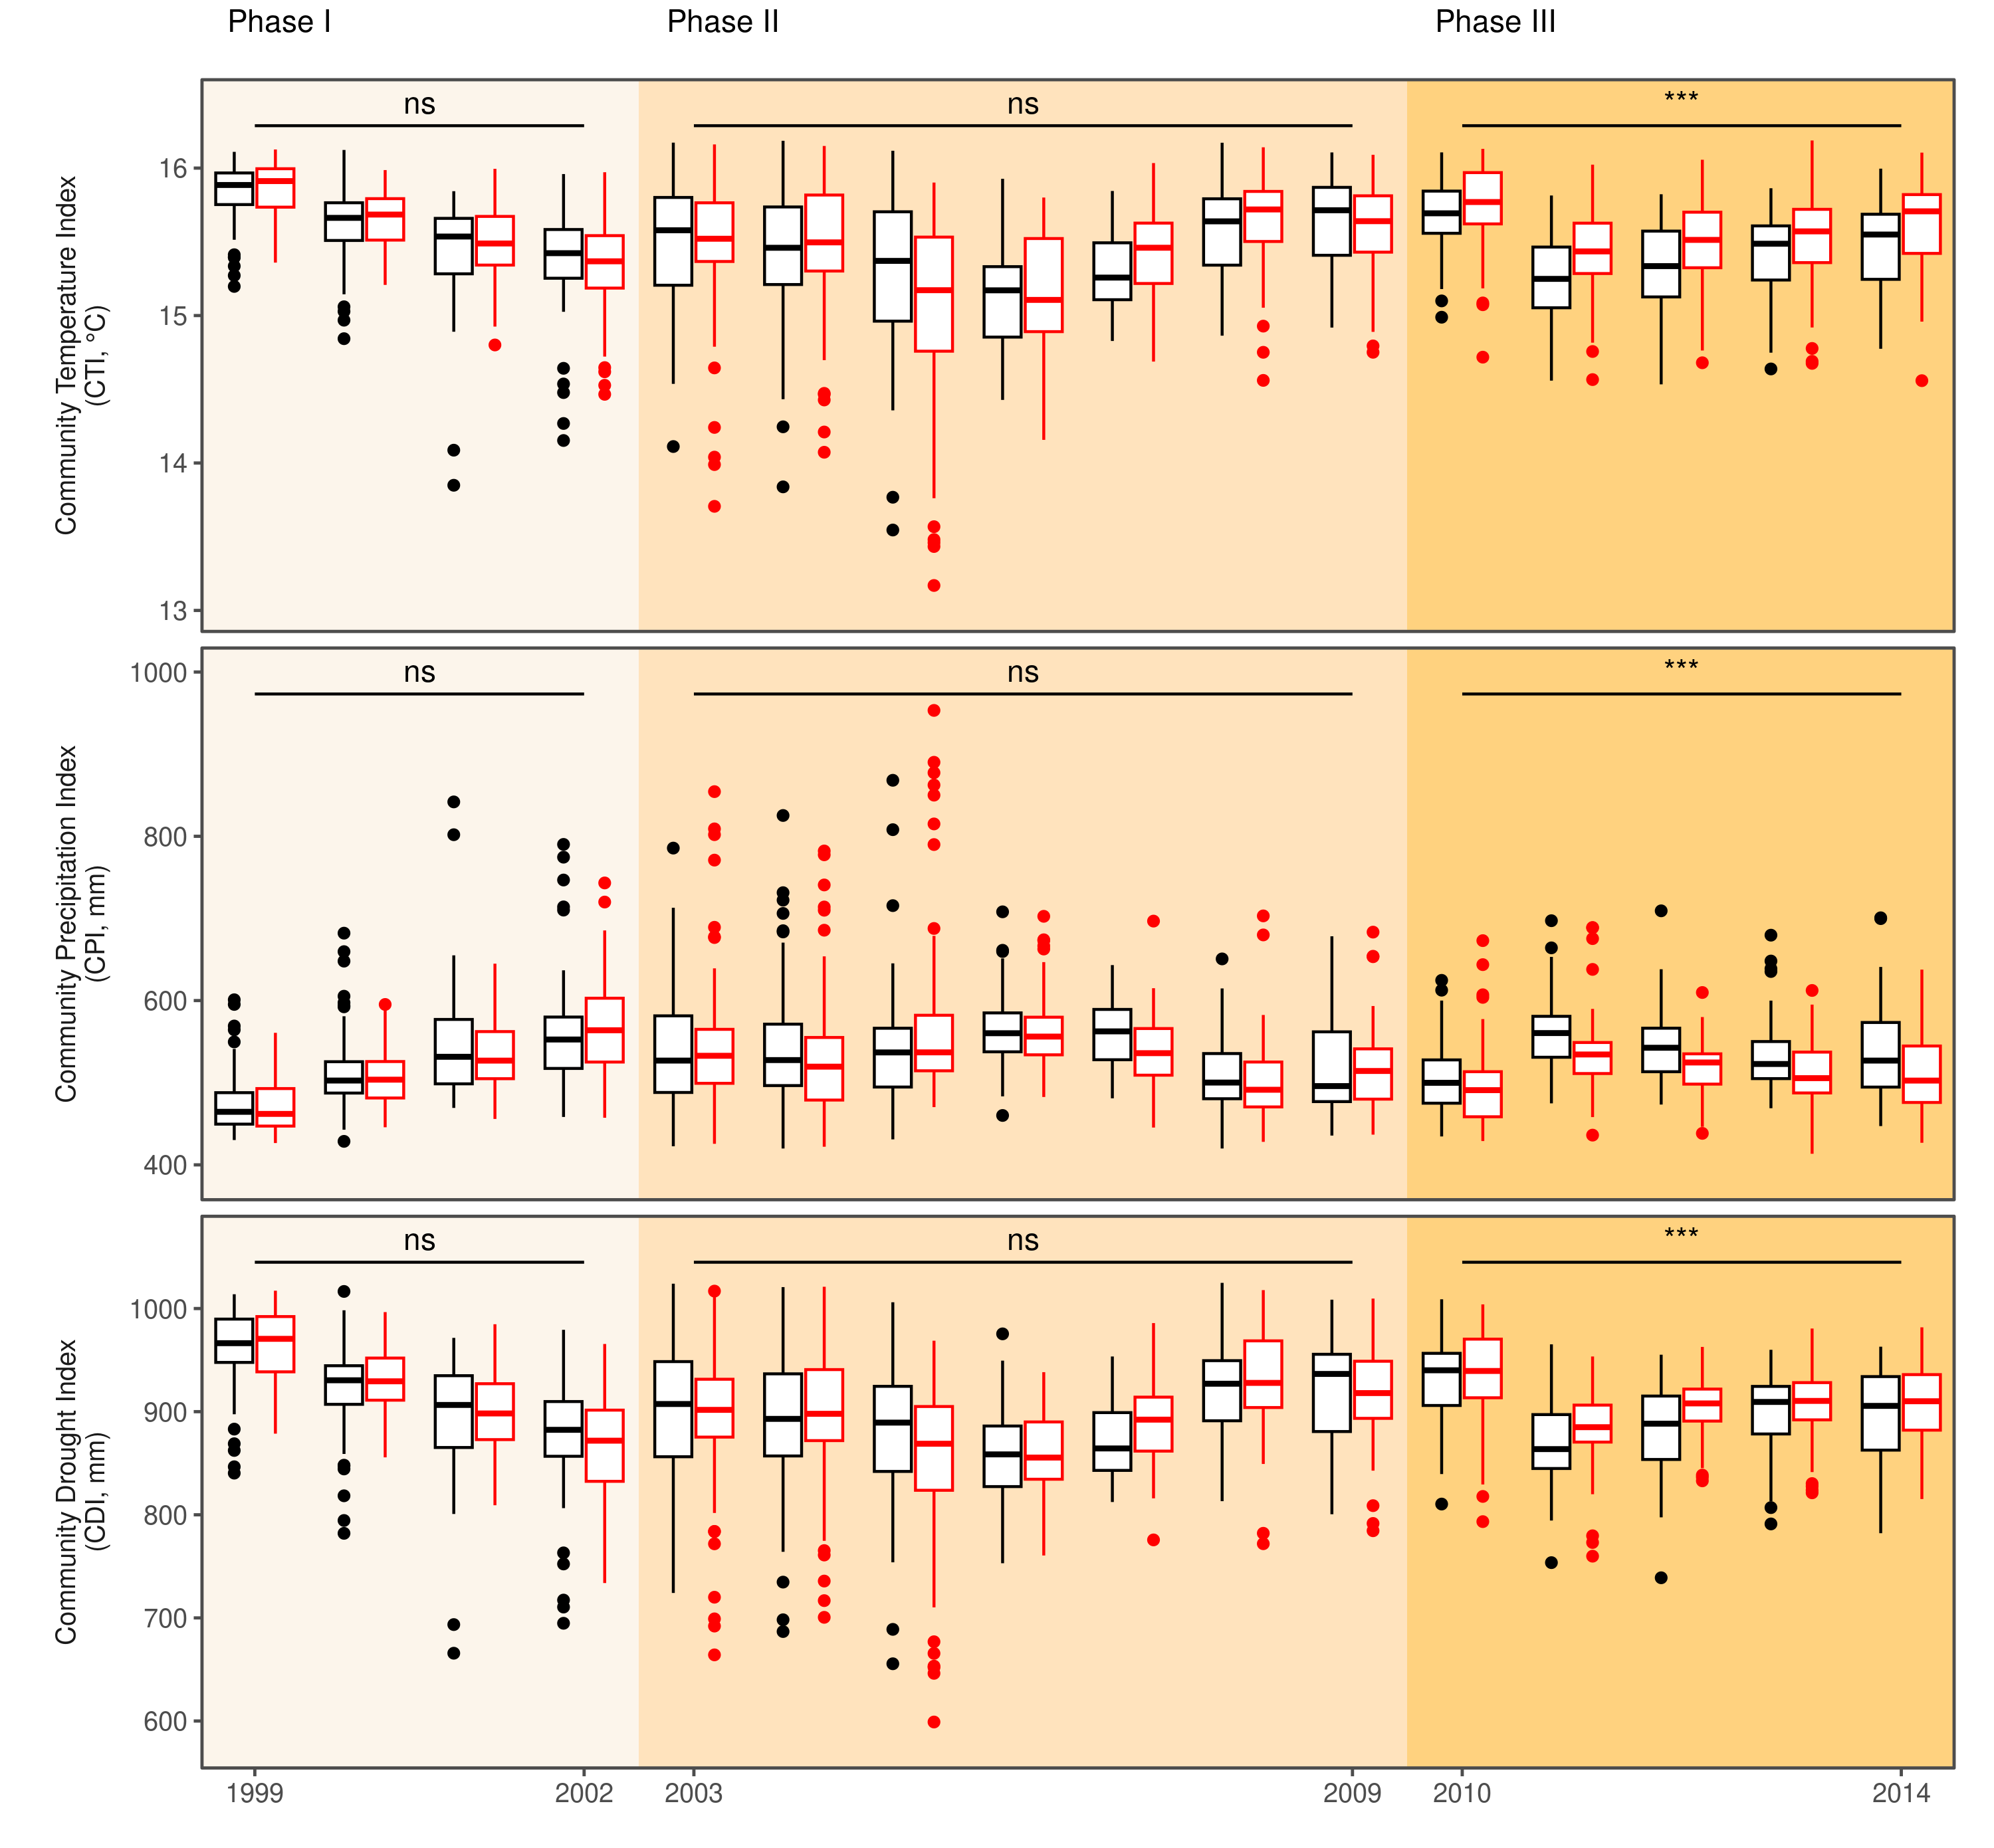 Phase I Phase II Phase III
ns ns ***
Community Temperature Index
(CTI, °C)
16
15
14
13
ns ns ***
Community Precipitation Index
(CPI, mm)
1000
800
600
400
ns ns ***
Community Drought Index
(CDI, mm)
1000
900
800
700
600
1999 2002 2003 2009 2010 2014